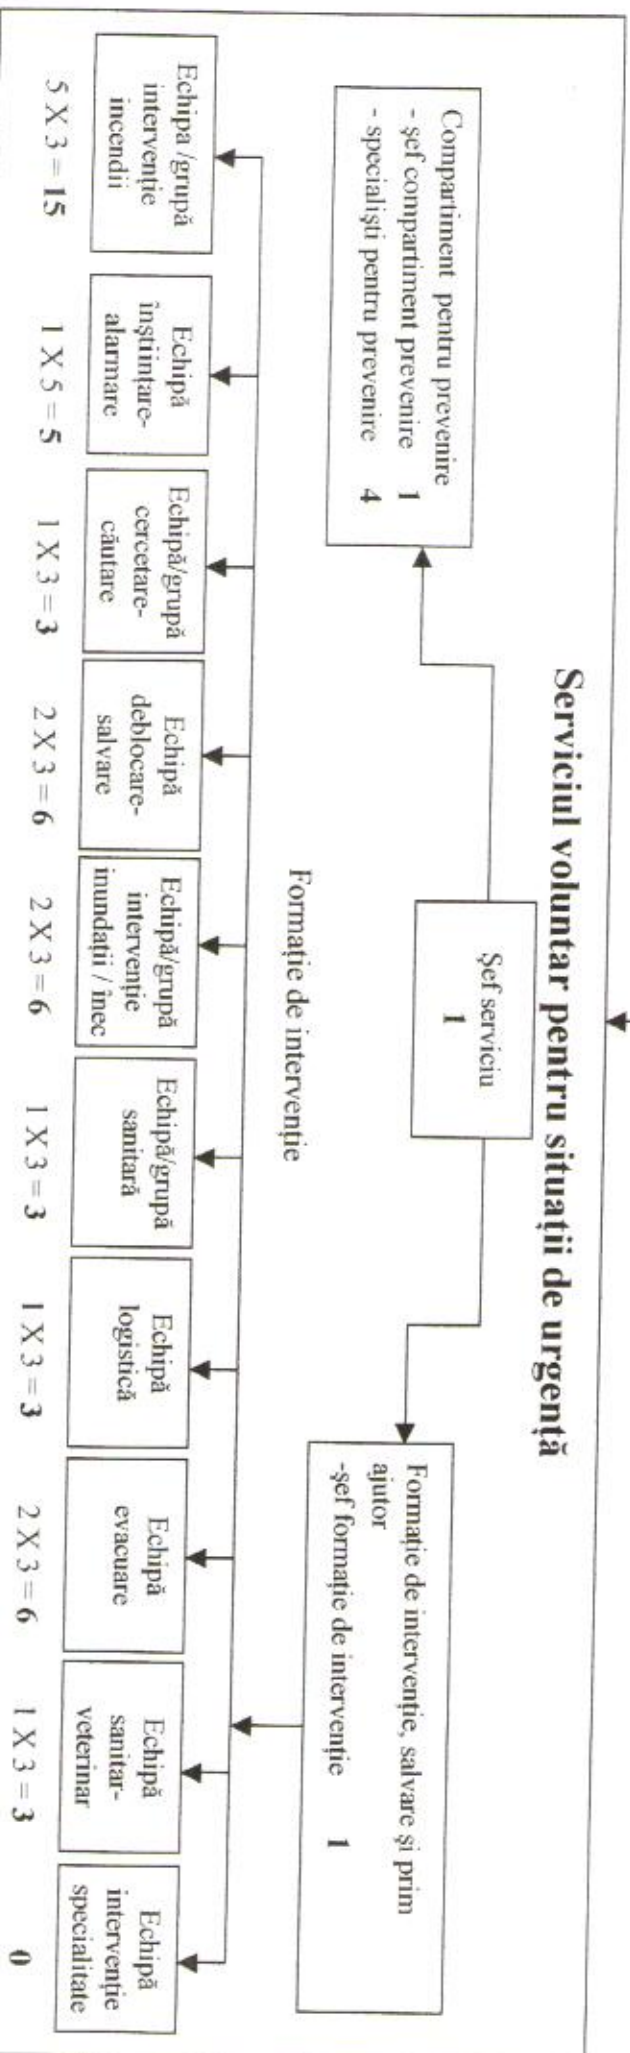 Serviciul voluntar pentru situații de urgență
Șef serviciu
1
Compartiment pentru prevenire
- șef compartiment prevenire 1
- specialiști pentru prevenire 4
Formație de intervenție, salvare și prim
ajutor
-șef formație de intervenție 1
Formație de intervenție
Echipa /grupă
intervenție
incendii
5 X 3 = 15
Echipă
înștiințare-
alarmare
1 X 5 = 5
Echipă/grupă
cercetare-
căutare
1 X 3 = 3
Echipă
deblocare-
salvare
2 X 3 = 6
Echipă/grupă
intervenție
inundații / înec
2 X 3 = 6
Echipă/grupă
sanitară
1 X 3 = 3
Echipă
logistică
1 X 3 = 3
Echipă
evacuare
2 X 3 = 6
Echipă
sanitar-
veterinar
1 X 3 = 3
Echipă
intervenție
specialitate
0